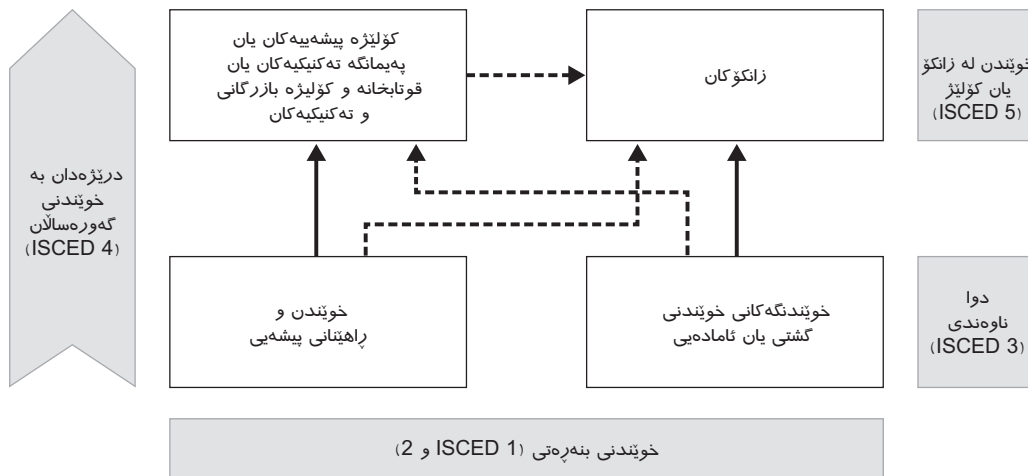 کۆلێژە پیشەییەکان یان
پەیمانگە تەکنیکیەکان یان
قوتابخانە و کۆلیژە بازرگانی
و تەکنیکیەکان
زانکۆکان
خوێندن لە زانکۆ
یان کۆلێژ
(ISCED 5)
درێژەدان بە
خوێندنی
گەورەساڵان
(ISCED 4)
خوێندن و
ڕاهێنانی پیشەیی
خوێندنگەکانی خوێندنی
گشتی یان ئامادەیی
دوا
ناوەندی
(ISCED 3)
خوێندنی بنەڕەتی (ISCED 1 و 2)